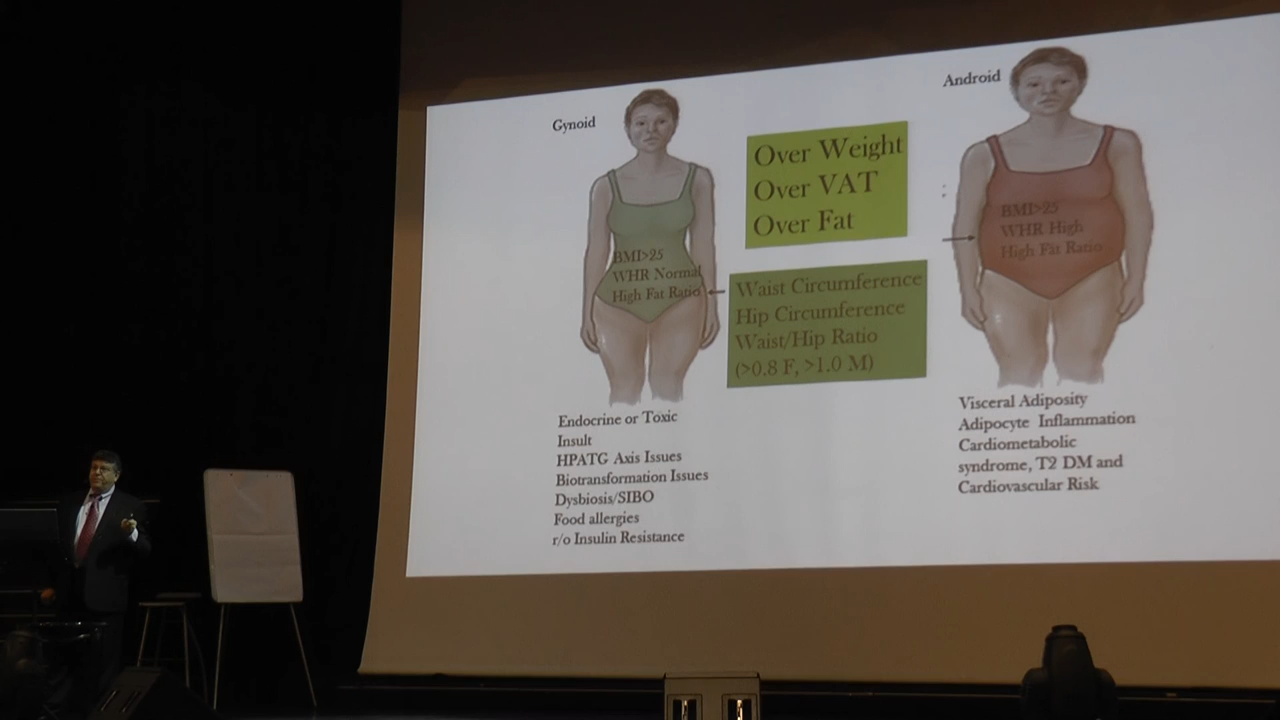 Gynoid
BMI>25
WHR Normal
High Fat Ratio
Endocrine or Toxic
Insult
HPATG Axis Issues
Biotransformation Issues
Dysbiosis/SIBO
Food allergies
r/o Insulin Resistance
Over Weight
Over VAT
Over Fat
Waist Circumference
Hip Circumference
Waist/Hip Ratio
(>0.8 F, >1.0 M)
Android
BMI>25
WHR High
High Fat Ratio
Visceral Adiposity
Adipocyte Inflammation
Cardiometabolic
syndrome, T2 DM and
Cardiovascular Risk